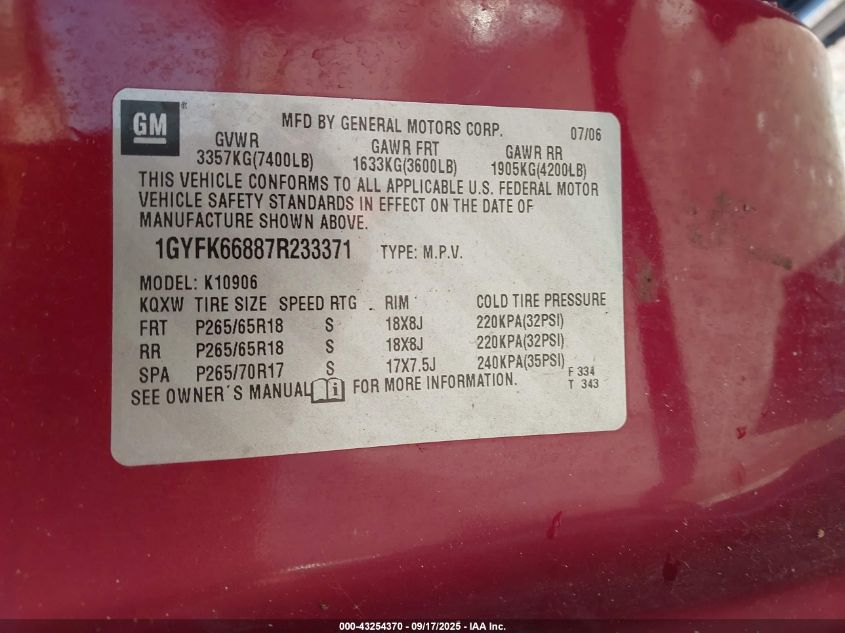 GM ®
MFD BY GENERAL MOTORS CORP. 07/06
GVWR GAWR FRT GAWR RR
3357KG(7400LB) 1633KG(3600LB) 1905KG(4200LB)
THIS VEHICLE CONFORMS TO ALL APPLICABLE U.S. FEDERAL MOTOR
VEHICLE SAFETY STANDARDS IN EFFECT ON THE DATE OF
MANUFACTURE SHOWN ABOVE.
1GYFK66887R233371 TYPE: M.P.V.
MODEL: K10906
KQXW TIRE SIZE SPEED RTG RIM COLD TIRE PRESSURE
FRT P265/65R18 S 18X8J 220KPA(32PSI)
RR P265/65R18 S 18X8J 220KPA(32PSI)
SPA P265/70R17 S 17X7.5J 240KPA(35PSI)
SEE OWNER'S MANUAL i FOR MORE INFORMATION.
F 334
T 343
000-43254370 - 09/17/2025 - IAA Inc.